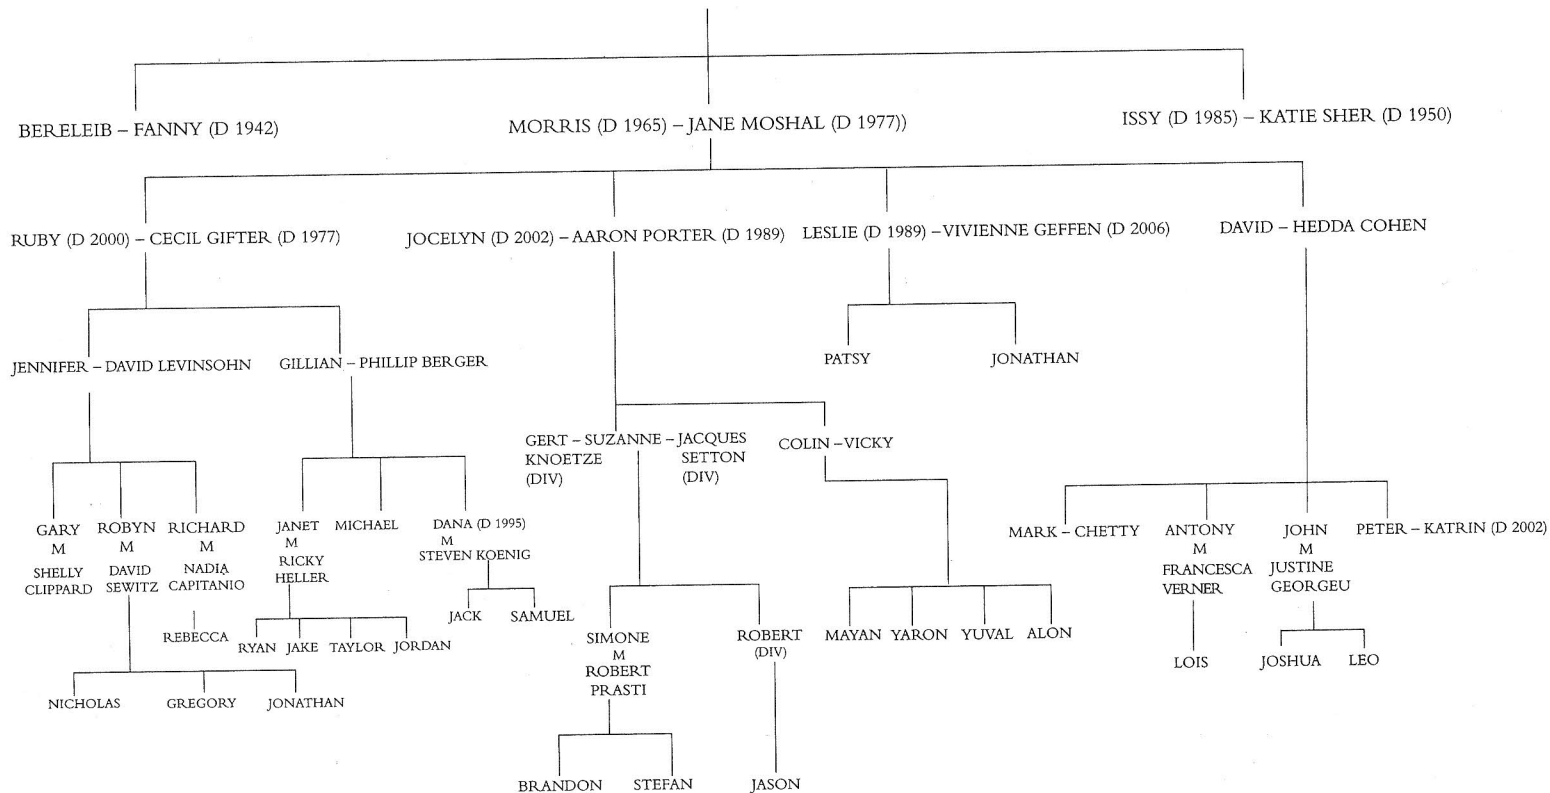 BERELEIB – FANNY (D 1942)
MORRIS (D 1965) – JANE MOSHAL (D 1977))
ISSY (D 1985) – KATIE SHER (D 1950)
RUBY (D 2000) – CECIL GIFTER (D 1977)
JOCELYN (D 2002) – AARON PORTER (D 1989)
LESLIE (D 1989) –VIVIENNE GEFFEN (D 2006)
DAVID – HEDDA COHEN
JENNIFER – DAVID LEVINSOHN
GILLIAN – PHILLIP BERGER
PATSY
JONATHAN
GERT – SUZANNE – JACQUES
KNOETZE
SETTON
(DIV)
(DIV)
COLIN –VICKY
GARY
M
SHELLY
CLIPPARD
ROBYN
M
DAVID
SEWITZ
RICHARD
M
NADIA
CAPITANIO
JANET
M
RICKY
HELLER
MICHAEL
DANA (D 1995)
M
STEVEN KOENIG
MARK – CHETTY
ANTONY
M
FRANCESCA
VERNER
JOHN
M
JUSTINE
GEORGEU
PETER – KATRIN (D 2002)
REBECCA
RYAN
JAKE
TAYLOR
JORDAN
JACK
SAMUEL
SIMONE
M
ROBERT
PRASTI
ROBERT
(DIV)
MAYAN
YARON
YUVAL
ALON
LOIS
JOSHUA
LEO
NICHOLAS
GREGORY
JONATHAN
BRANDON
STEFAN
JASON